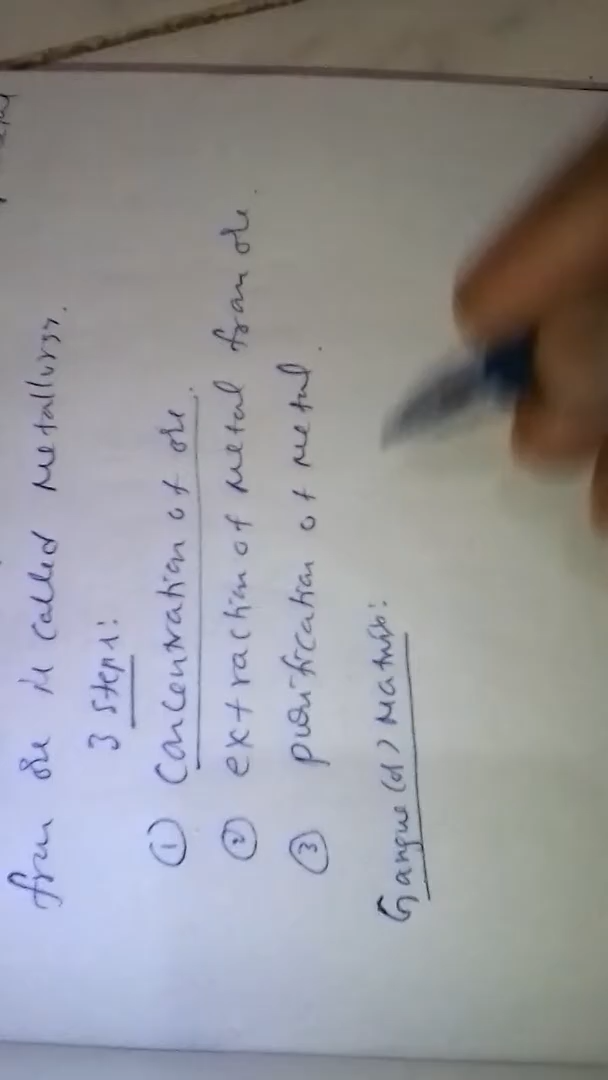 from ore is called Metallurgy.
3 steps:
① Concentration of ore.
② extraction of Metal from ore.
③ purification of Metal.
Gangue (or) Matrix: